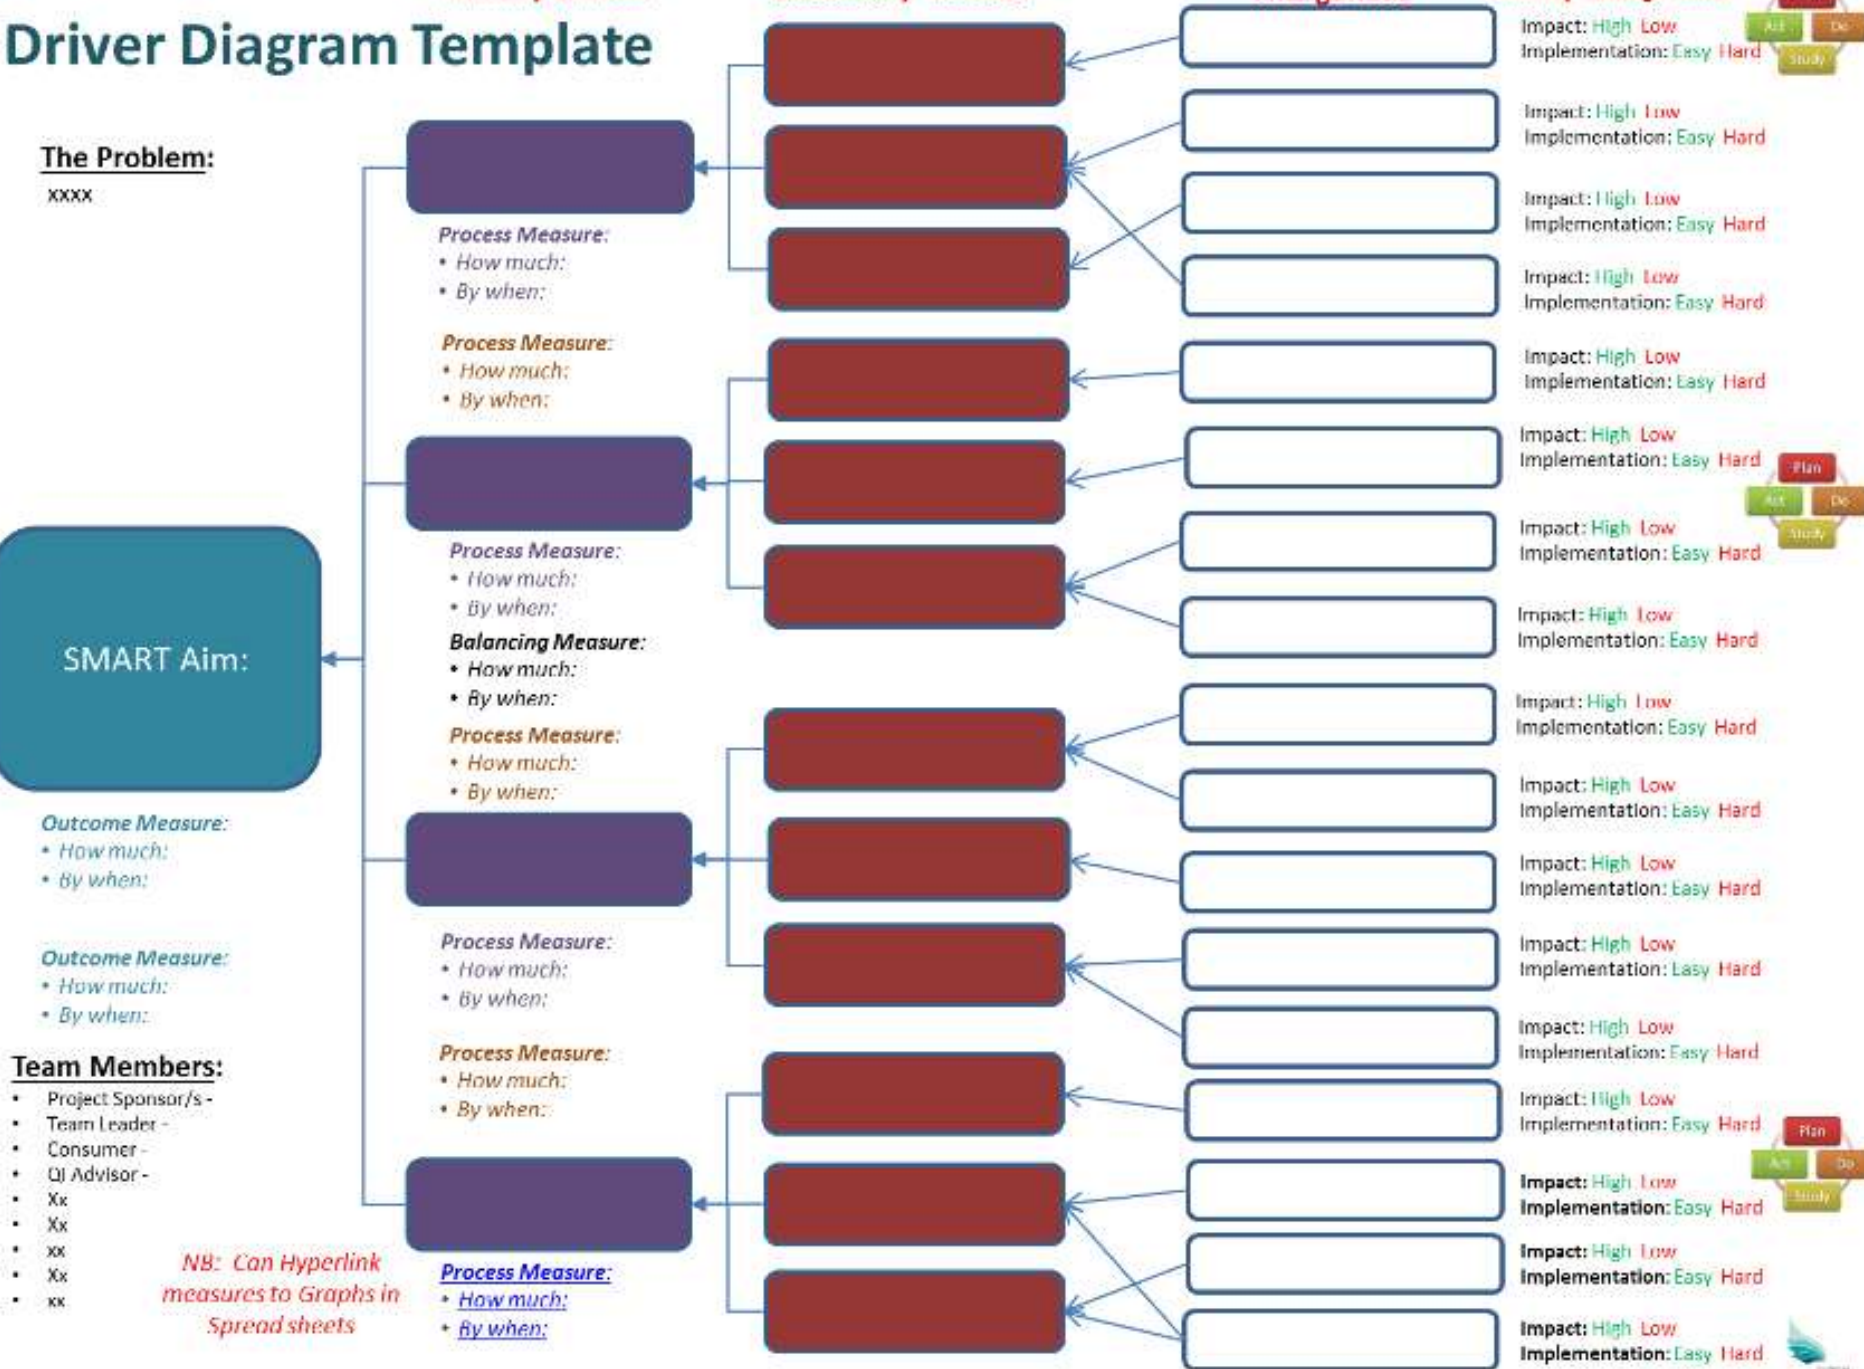 Driver Diagram Template
The Problem:
xxxx
SMART Aim:
Outcome Measure:
• How much:
• By when:
Outcome Measure:
• How much:
• By when:
Team Members:
• Project Sponsor/s -
• Team Leader -
• Consumer -
• QI Advisor -
• Xx
• Xx
• xx
• Xx
• xx
NB: Can Hyperlink
measures to Graphs in
Spread sheets
Process Measure:
• How much:
• By when:
Process Measure:
• How much:
• By when:
Process Measure:
• How much:
• By when:
Balancing Measure:
• How much:
• By when:
Process Measure:
• How much:
• By when:
Process Measure:
• How much:
• By when:
Process Measure:
• How much:
• By when:
Process Measure:
• How much:
• By when:
Impact: High Low
Implementation: Easy Hard
Impact: High Low
Implementation: Easy Hard
Impact: High Low
Implementation: Easy Hard
Impact: High Low
Implementation: Easy Hard
Impact: High Low
Implementation: Easy Hard
Impact: High Low
Implementation: Easy Hard
Impact: High Low
Implementation: Easy Hard
Impact: High Low
Implementation: Easy Hard
Impact: High Low
Implementation: Easy Hard
Impact: High Low
Implementation: Easy Hard
Impact: High Low
Implementation: Easy Hard
Impact: High Low
Implementation: Easy Hard
Impact: High Low
Implementation: Easy Hard
Impact: High Low
Implementation: Easy Hard
Impact: High Low
Implementation: Easy Hard
Impact: High Low
Implementation: Easy Hard
Impact: High Low
Implementation: Easy Hard
Act Do
Study
Plan
Act Do
Study
Plan
Act Do
Study